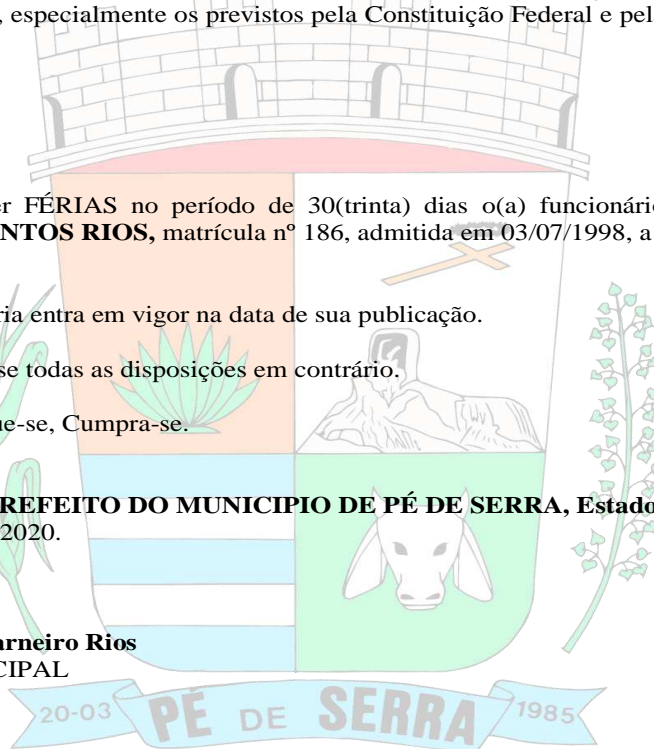 , especialmente os previstos pela Constituição Federal e pel
er FÉRIAS no período de 30(trinta) dias o(a) funcionári
NTOS RIOS, matrícula nº 186, admitida em 03/07/1998, a
ria entra em vigor na data de sua publicação.
se todas as disposições em contrário.
ue-se, Cumpra-se.
REFEITO DO MUNICIPIO DE PÉ DE SERRA, Estado
2020.
arneiro Rios
CIPAL
20-03 PÉ DE SERRA 1985